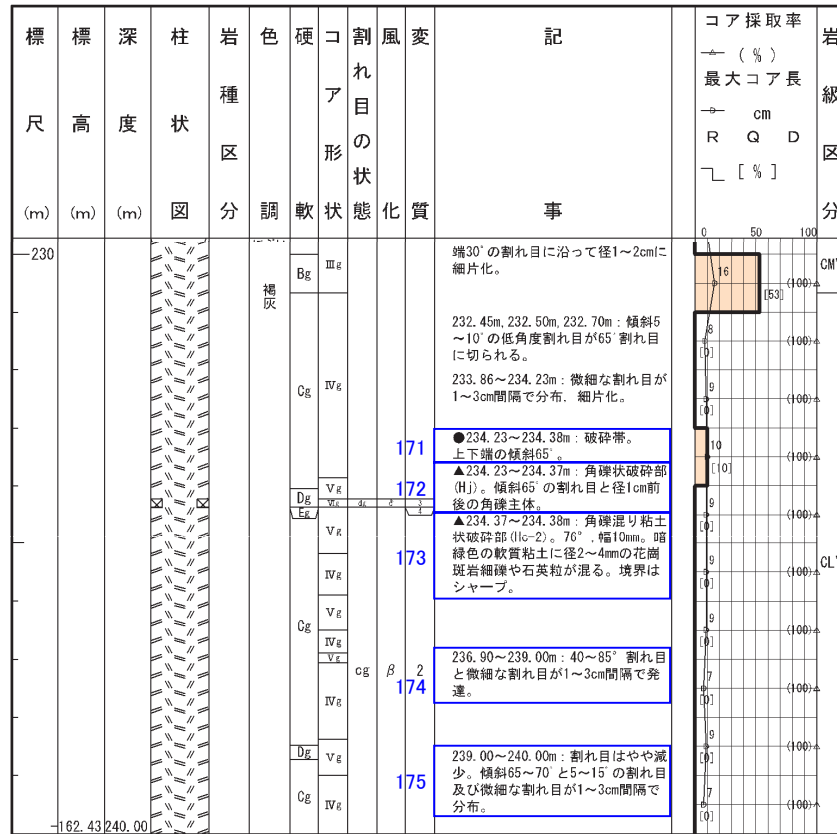 標尺(m)
標高(m)
深度(m)
柱状図
岩種区分
色調
硬軟
コア形状
割れ目の状態
風化
変質
記事
コア採取率
(%)
最大コア長
cm
R Q D
[%]
岩級区分
0 50 100
230
褐灰
Bg
Cg
Dg
Eg
Cg
Dg
Cg
Ⅲg
Ⅳg
Ⅴg
Ⅴg
Ⅳg
Ⅴg
Ⅳg
Ⅴg
Ⅳg
Ⅴg
Ⅳg
cg
β
2
端30°の割れ目に沿って径1~2cmに
細片化。
232.45m,232.50m,232.70m:傾斜5
~10°の低角度割れ目が65°割れ目
に切られる。
233.86~234.23m:微細な割れ目が
1~3cm間隔で分布、細片化。
171
●234.23~234.38m:破砕帯。
上下端の傾斜65°。
172
▲234.23~234.37m:角礫状破砕部
(Hj)。傾斜65°の割れ目と径1cm前
後の角礫主体。
173
▲234.37~234.38m:角礫混り粘土
状破砕部(Hc-2)。76°,幅10mm。暗
緑色の軟質粘土に径2~4mmの花崗
斑岩細礫や石英粒が混る。境界は
シャープ。
174
236.90~239.00m:40~85°割れ目
と微細な割れ目が1~3cm間隔で発
達。
175
239.00~240.00m:割れ目はやや減
少。傾斜65~70°と5~15°の割れ目
及び微細な割れ目が1~3cm間隔で
分布。
16 [53] (100)
8 [0] (100)
9 [0] (100)
10 [10] (100)
9 [0] (100)
9 [0] (100)
9 [0] (100)
7 [0] (100)
9 [0] (100)
7 [0] (100)
CM'
CL'
-162.43
240.00